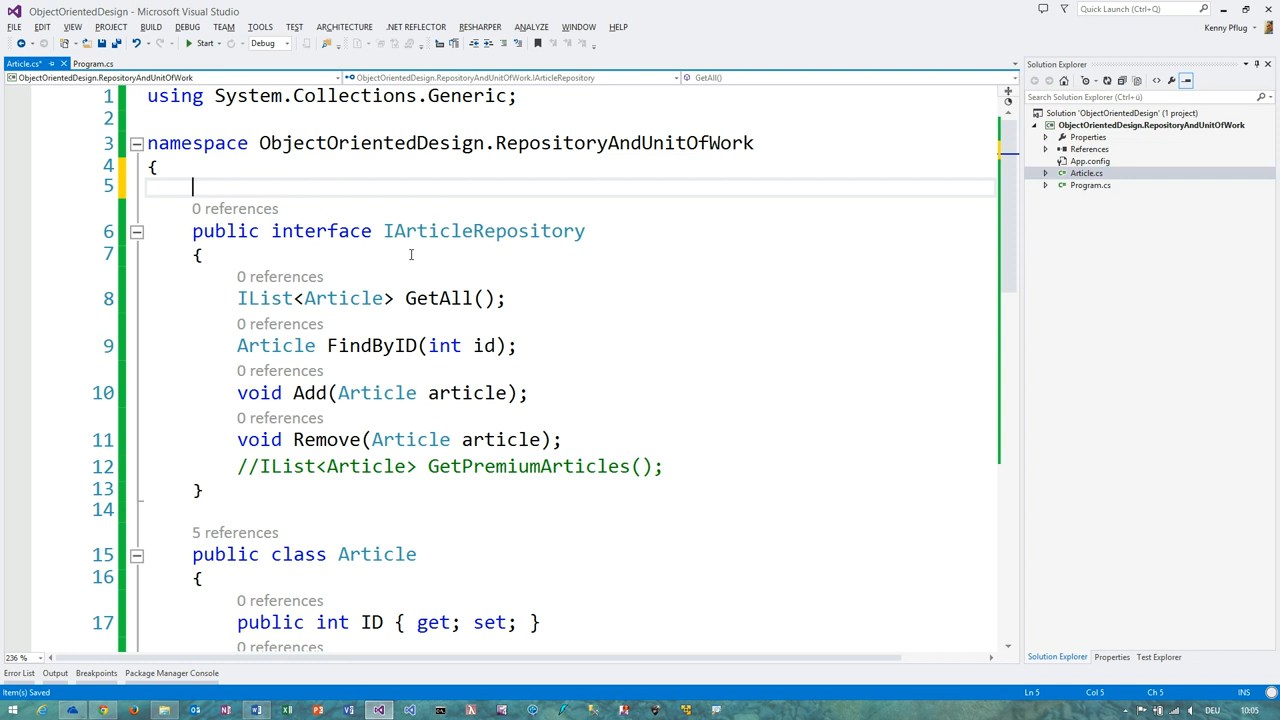 ObjectOrientedDesign - Microsoft Visual Studio
Quick Launch (Ctrl+Q)
FILE EDIT VIEW PROJECT BUILD DEBUG TEAM TOOLS TEST ARCHITECTURE .NET REFLECTOR RESHARPER ANALYZE WINDOW HELP
Kenny Pflug
Start Debug
Article.cs* Program.cs
ObjectOrientedDesign.RepositoryAndUnitOfWork
ObjectOrientedDesign.RepositoryAndUnitOfWork.IArticleRepository
GetAll()
1 using System.Collections.Generic;
2
3 namespace ObjectOrientedDesign.RepositoryAndUnitOfWork
4 {
5
0 references
6 public interface IArticleRepository
7 {
0 references
8 IList<Article> GetAll();
0 references
9 Article FindByID(int id);
0 references
10 void Add(Article article);
0 references
11 void Remove(Article article);
12 //IList<Article> GetPremiumArticles();
13 }
14
5 references
15 public class Article
16 {
0 references
17 public int ID { get; set; }
0 references
236 %
Solution Explorer
Search Solution Explorer (Ctrl+ü)
Solution 'ObjectOrientedDesign' (1 project)
ObjectOrientedDesign.RepositoryAndUnitOfWork
Properties
References
App.config
Article.cs
Program.cs
Solution Explorer Properties Test Explorer
Error List Output Breakpoints Package Manager Console
Item(s) Saved
Ln 5 Col 5 Ch 5 INS
DEU 10:05